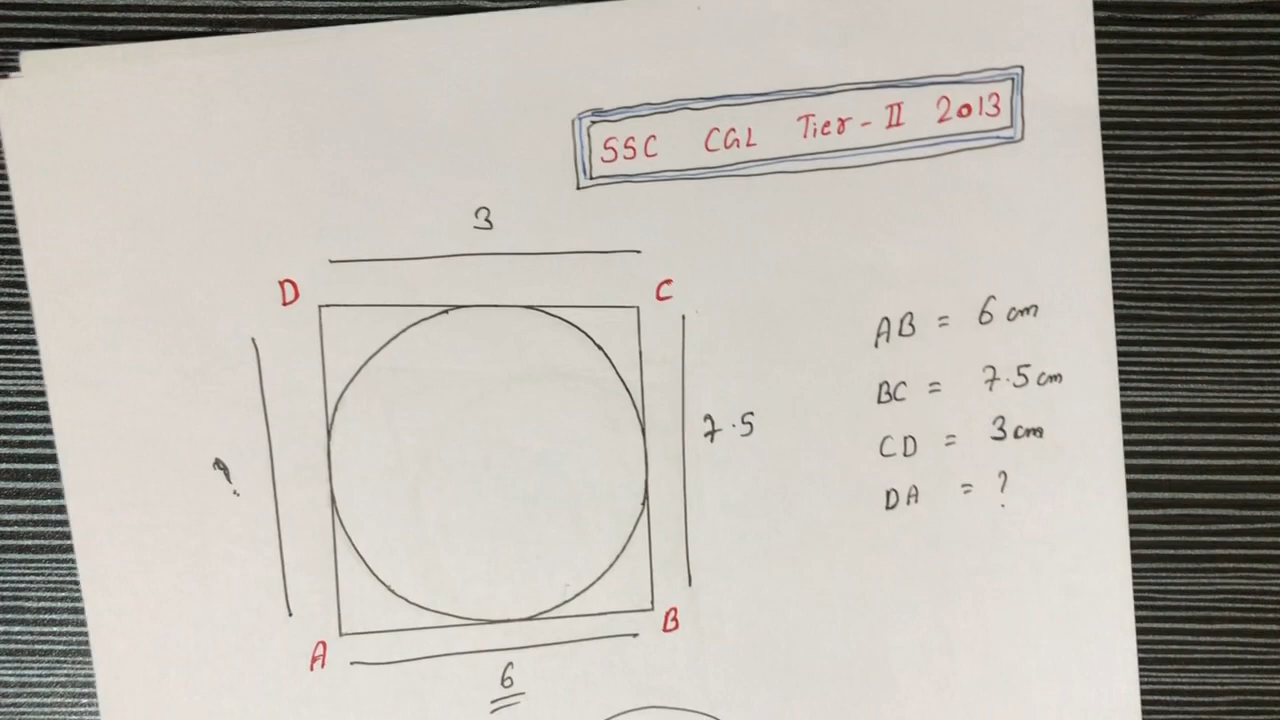 SSC CGL Tier-II 2013
3
D
C
AB = 6 cm
BC = 7.5 cm
7.5
CD = 3 cm
?
DA = ?
B
A
6